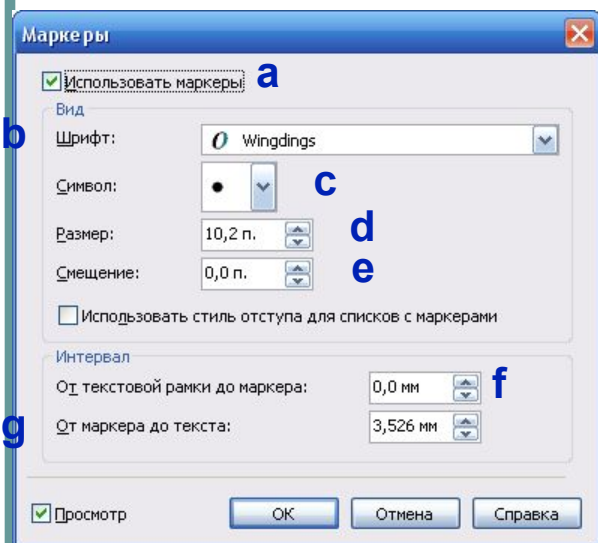 Маркеры
Использовать маркеры a
Вид
b Шрифт: O Wingdings
Символ: c
Размер: 10,2 п. d
Смещение: 0,0 п. e
Использовать стиль отступа для списков с маркерами
Интервал
От текстовой рамки до маркера: 0,0 мм f
g От маркера до текста: 3,526 мм
Просмотр ОК Отмена Справка